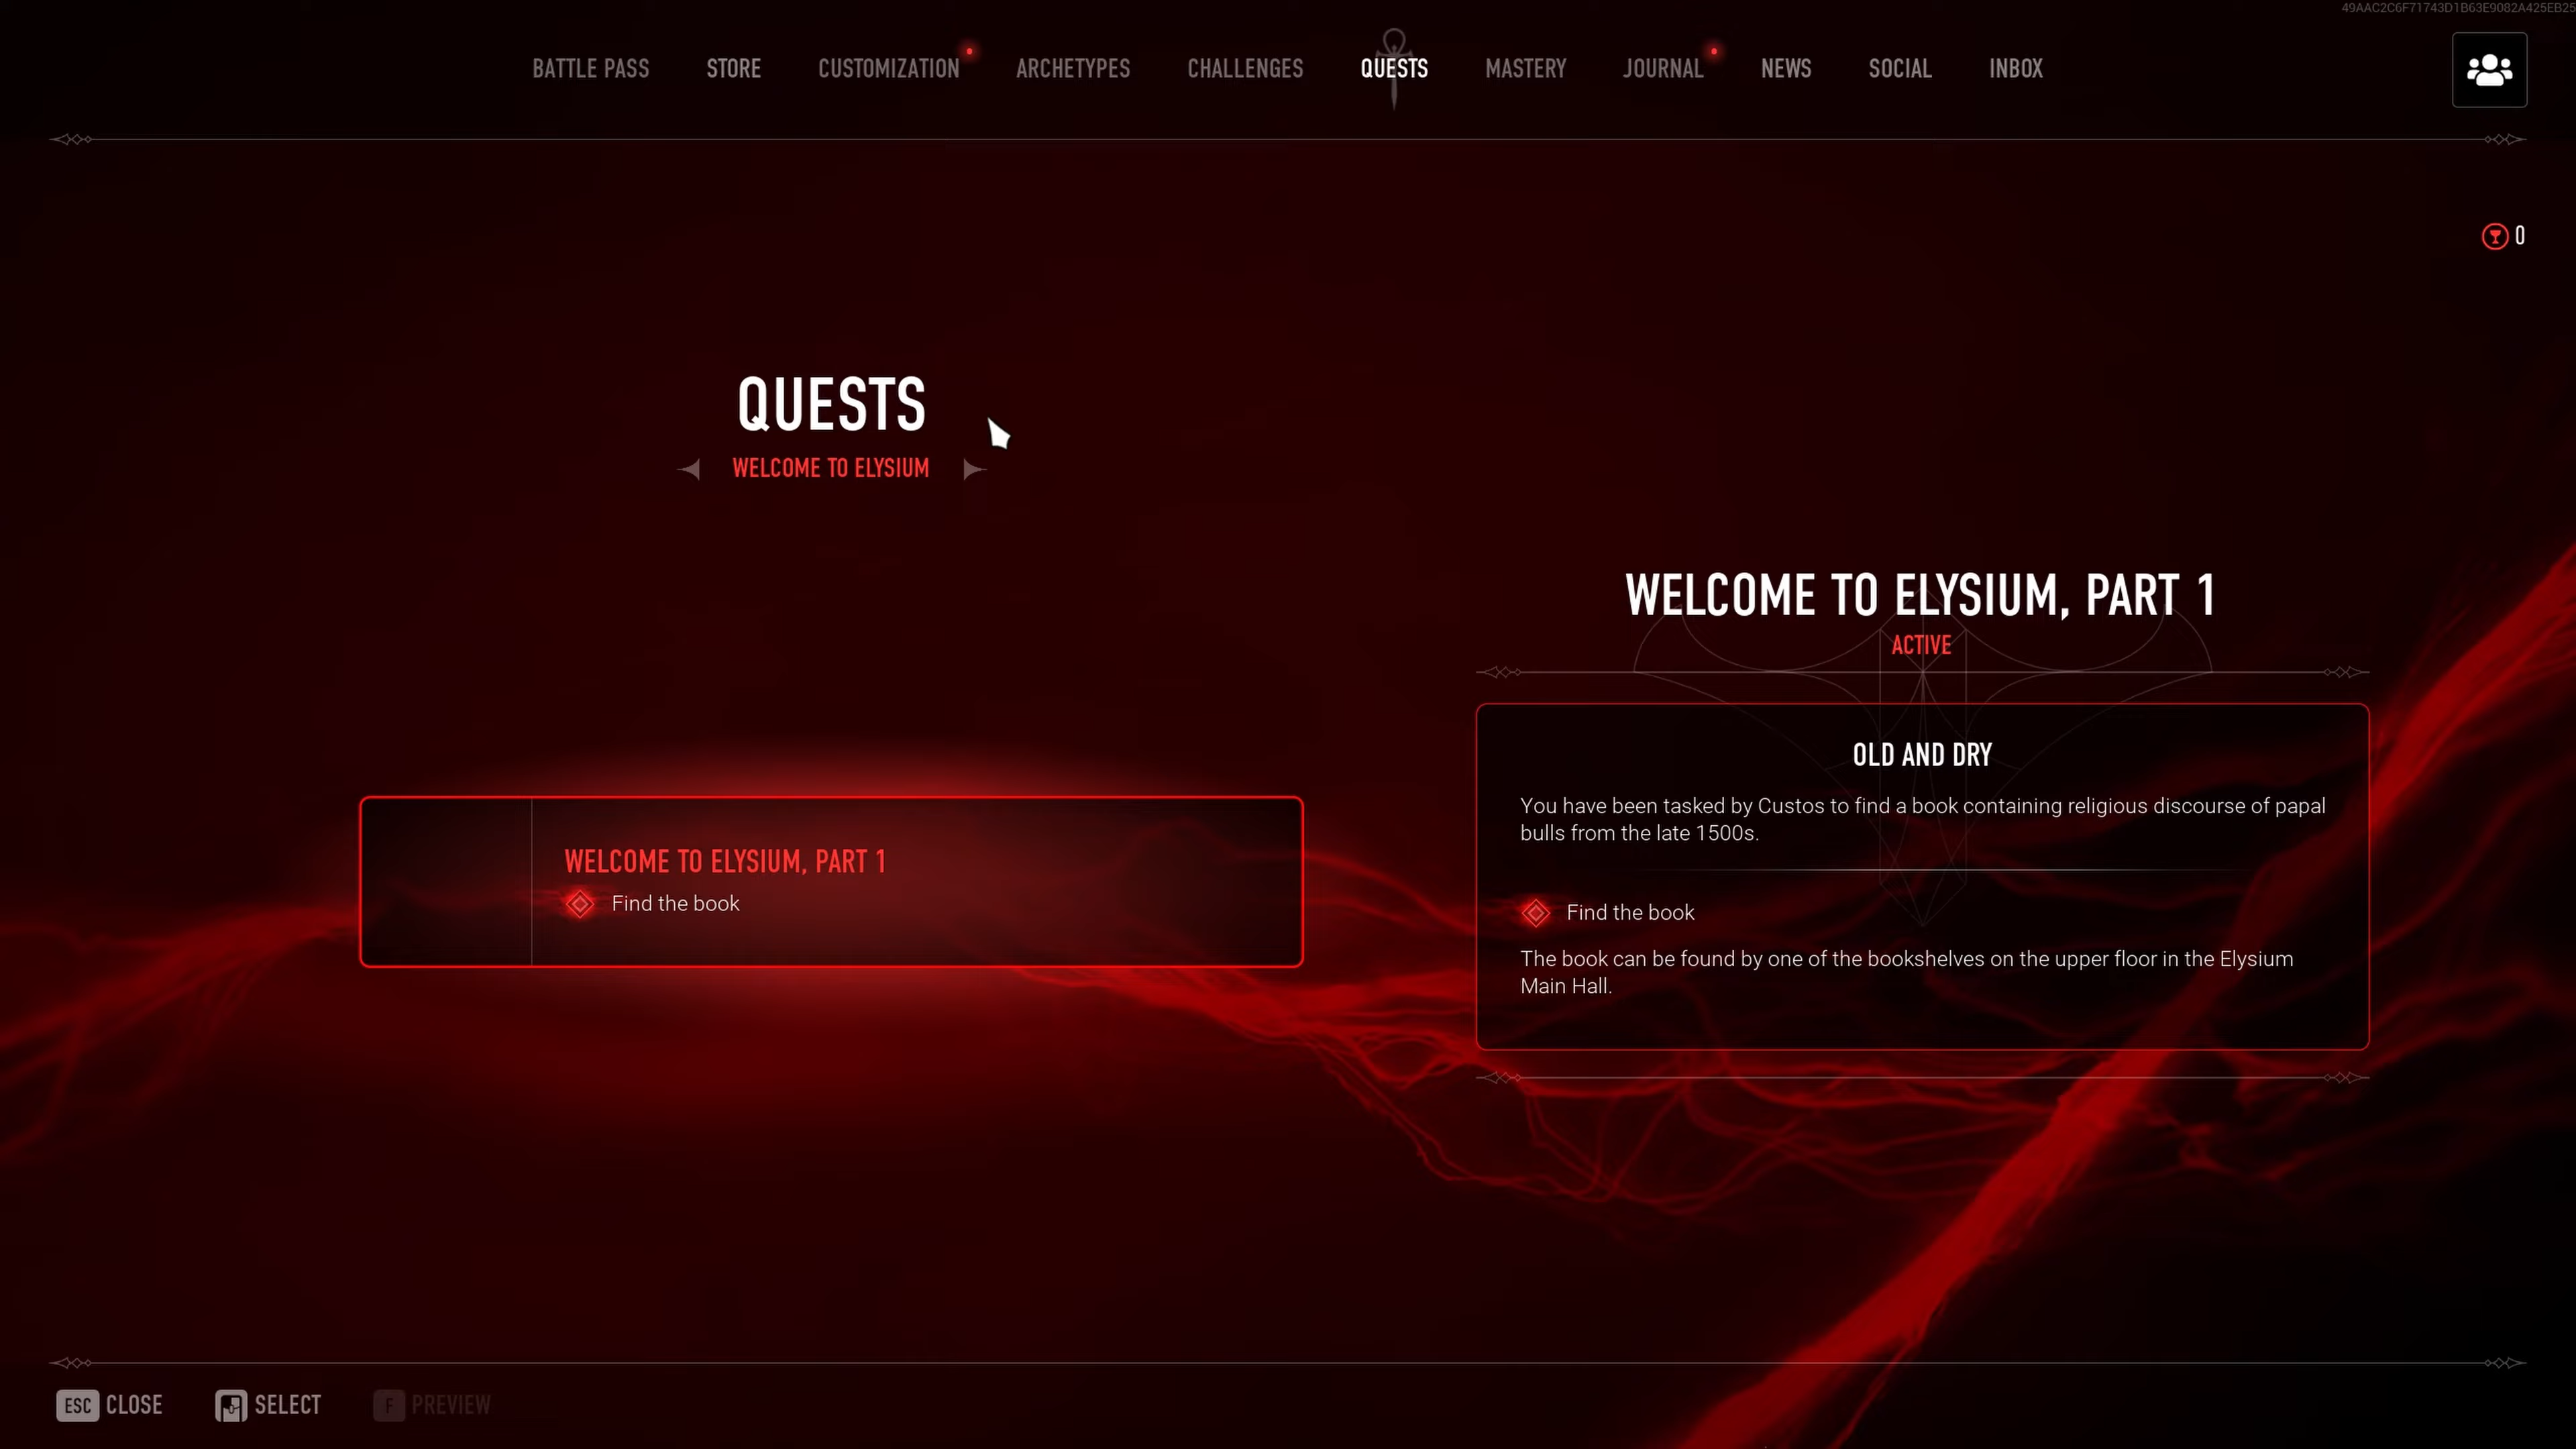 49AAC2C6F71743D1B63E9082A425EB25
BATTLE PASS STORE CUSTOMIZATION ARCHETYPES CHALLENGES QUESTS MASTERY JOURNAL NEWS SOCIAL INBOX
0
QUESTS
WELCOME TO ELYSIUM
WELCOME TO ELYSIUM, PART 1
Find the book
WELCOME TO ELYSIUM, PART 1
ACTIVE
OLD AND DRY
You have been tasked by Custos to find a book containing religious discourse of papal
bulls from the late 1500s.
Find the book
The book can be found by one of the bookshelves on the upper floor in the Elysium
Main Hall.
ESC CLOSE SELECT F PREVIEW